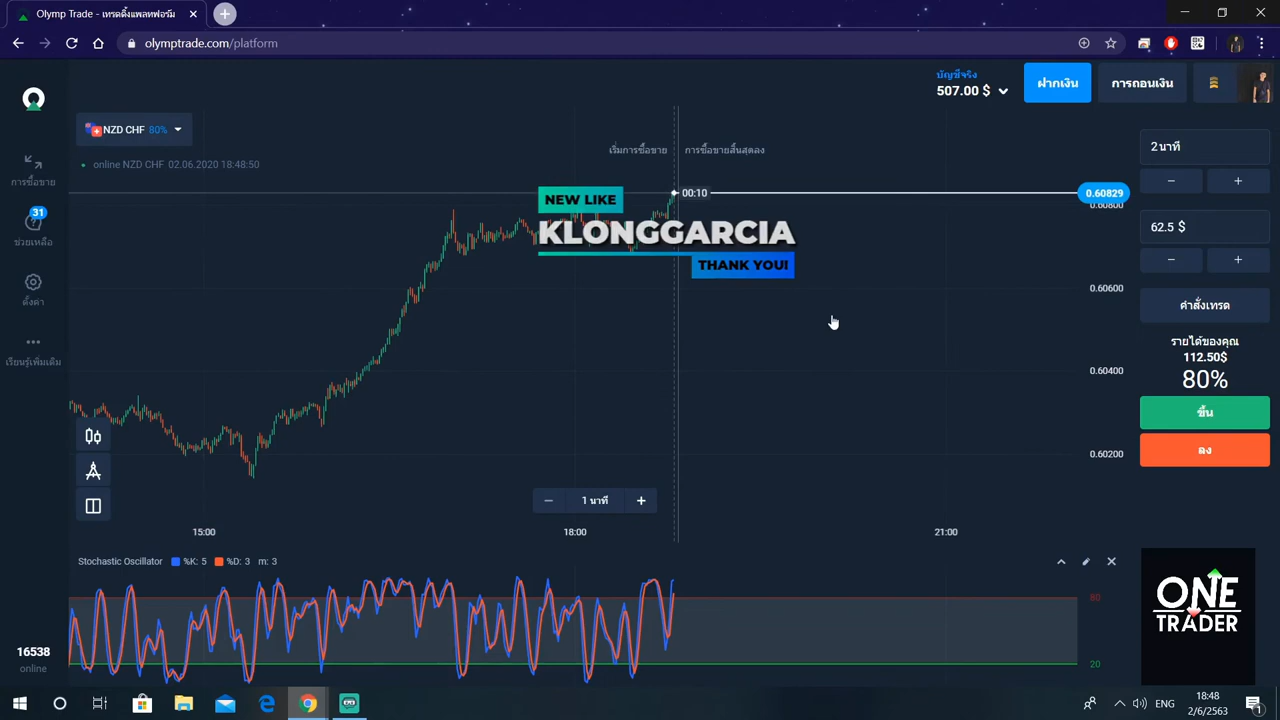 Olymp Trade - เทรดดิ้งแพลทฟอร์ม
olymptrade.com/platform
บัญชีจริง
507.00 $
ฝากเงิน
การถอนเงิน
NZD CHF 80%
online NZD CHF 02.06.2020 18:48:50
เริ่มการซื้อขาย
การซื้อขายสิ้นสุดลง
00:10
0.60829
0.60800
0.60600
0.60400
0.60200
NEW LIKE
KLONGGARCIA
THANK YOU!
การซื้อขาย
31
ช่วยเหลือ
ตั้งค่า
เรียนรู้เพิ่มเติม
2นาที
62.5 $
คำสั่งเทรด
รายได้ของคุณ
112.50$
80%
ขึ้น
ลง
1 นาที
15:00
18:00
21:00
Stochastic Oscillator %K: 5 %D: 3 m: 3
80
20
ONE
TRADER
16538
online
ENG
18:48
2/6/2563
1